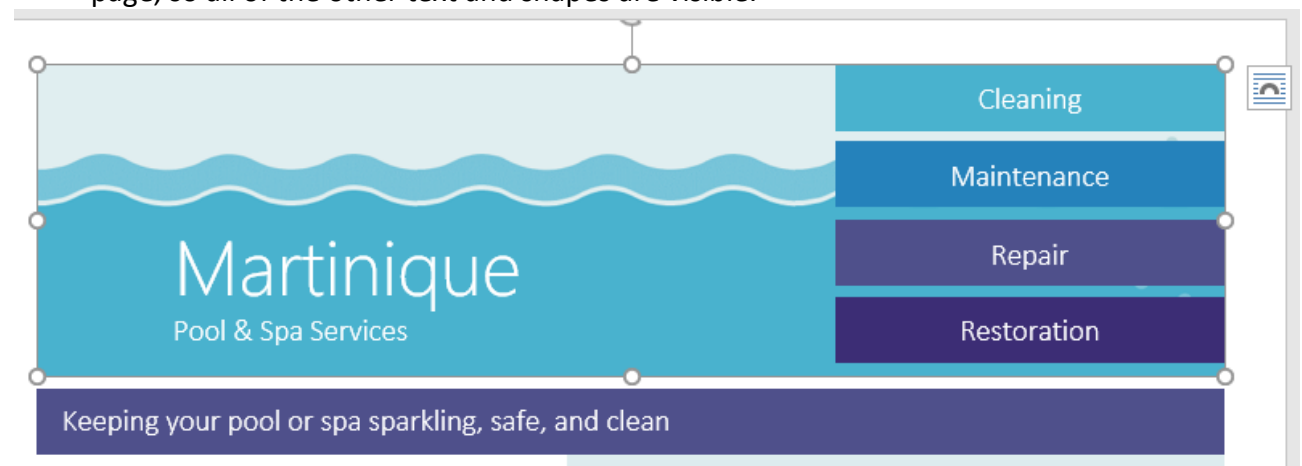 page, so all of the other text and shapes are visible.
Cleaning
Maintenance
Martinique
Repair
Pool & Spa Services
Restoration
Keeping your pool or spa sparkling, safe, and clean